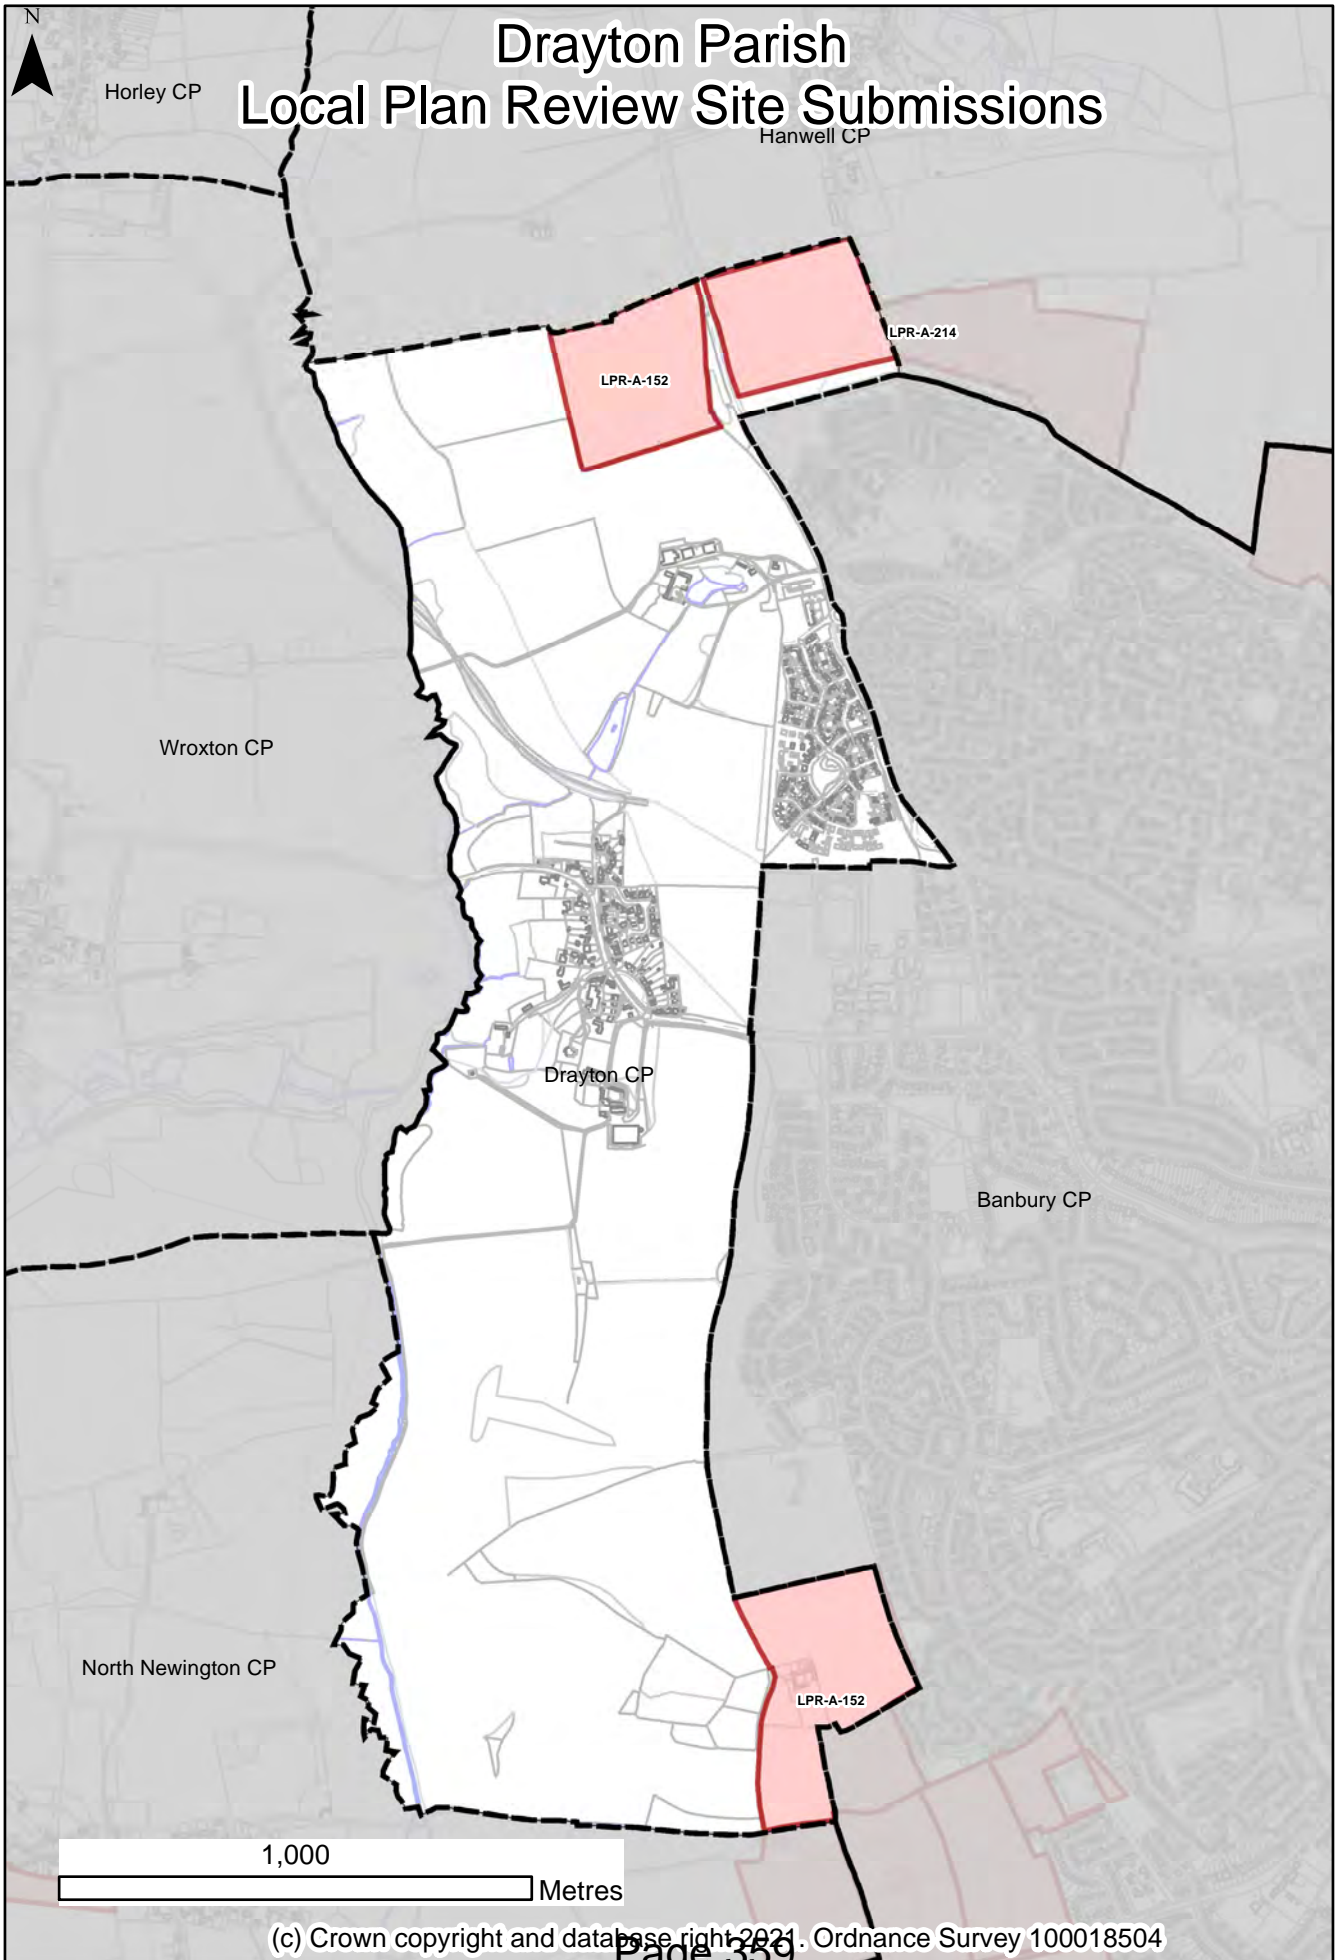 N
Drayton Parish
Local Plan Review Site Submissions
Horley CP
Hanwell CP
LPR-A-214
LPR-A-152
Wroxton CP
Drayton CP
Banbury CP
North Newington CP
LPR-A-152
1,000
Metres
(c) Crown copyright and database right 2021. Ordnance Survey 100018504
Page 359